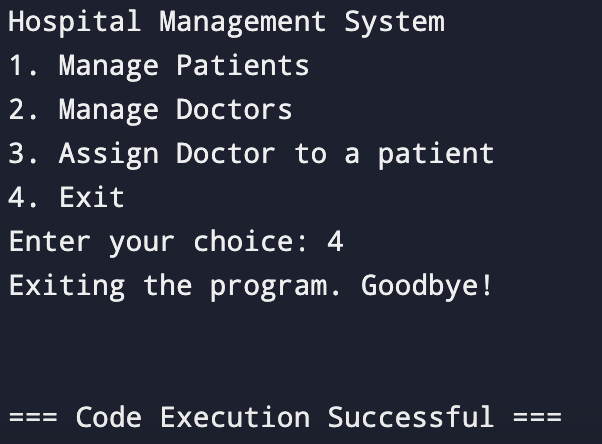 Hospital Management System
1. Manage Patients
2. Manage Doctors
3. Assign Doctor to a patient
4. Exit
Enter your choice: 4
Exiting the program. Goodbye!
=== Code Execution Successful ===